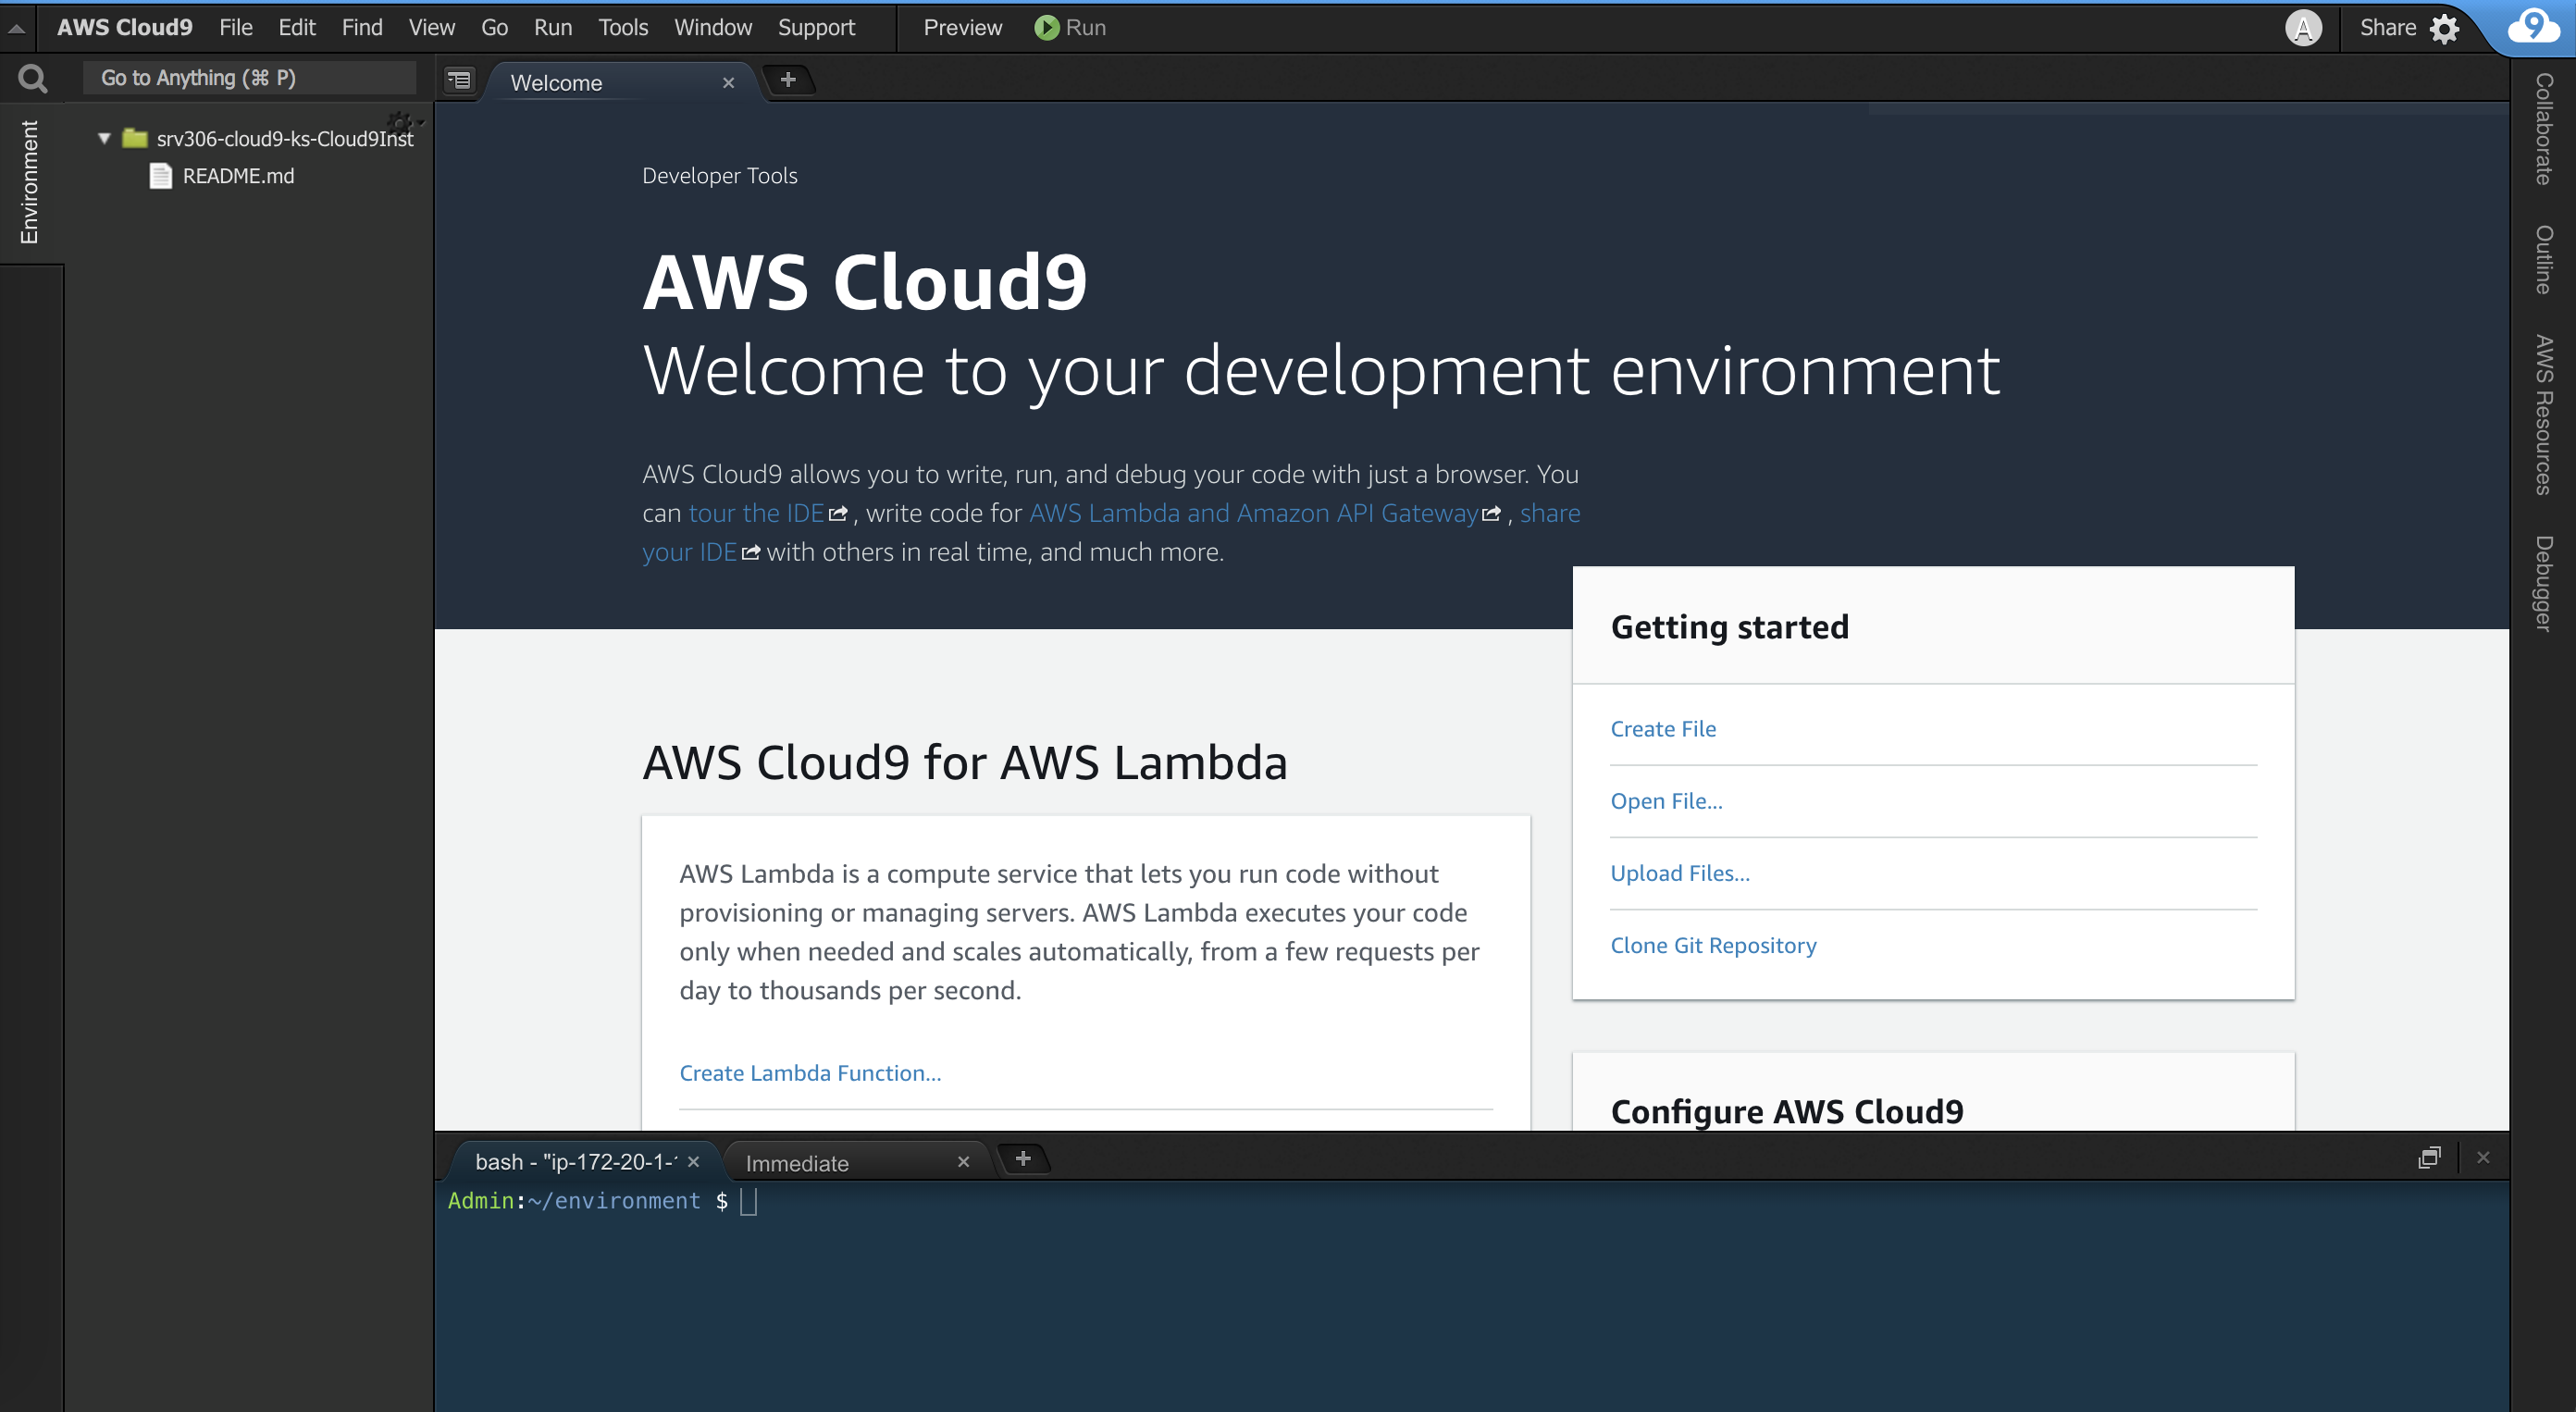 AWS Cloud9 File Edit Find View Go Run Tools Window Support Preview Run A Share 9
Go to Anything (⌘ P)
Welcome
Environment
srv306-cloud9-ks-Cloud9Inst
README.md
Developer Tools
AWS Cloud9
Welcome to your development environment
AWS Cloud9 allows you to write, run, and debug your code with just a browser. You
can tour the IDE , write code for AWS Lambda and Amazon API Gateway , share
your IDE with others in real time, and much more.
AWS Cloud9 for AWS Lambda
AWS Lambda is a compute service that lets you run code without
provisioning or managing servers. AWS Lambda executes your code
only when needed and scales automatically, from a few requests per
day to thousands per second.
Create Lambda Function...
Getting started
Create File
Open File...
Upload Files...
Clone Git Repository
Configure AWS Cloud9
Collaborate
Outline
AWS Resources
Debugger
bash - "ip-172-20-1- Immediate
Admin:~/environment $